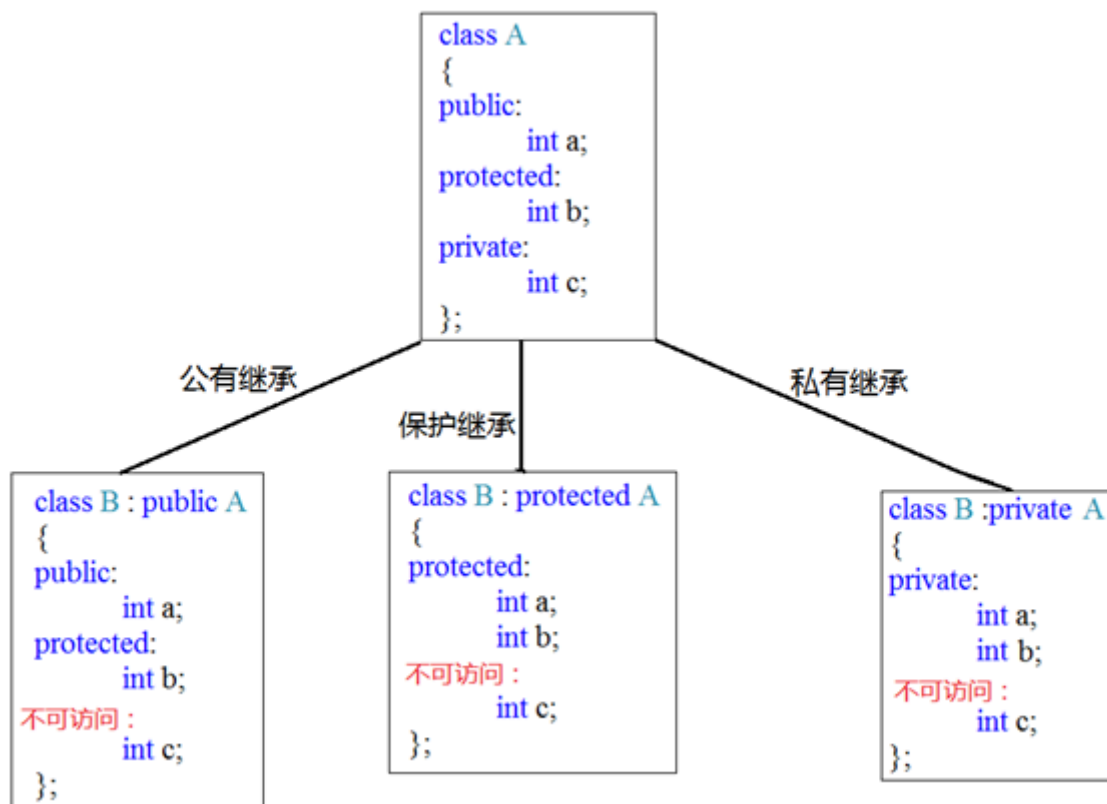 class A
{
public:
int a;
protected:
int b;
private:
int c;
};
公有继承
保护继承
私有继承
class B : public A
{
public:
int a;
protected:
int b;
不可访问：
int c;
};
class B : protected A
{
protected:
int a;
int b;
不可访问：
int c;
};
class B :private A
{
private:
int a;
int b;
不可访问：
int c;
};